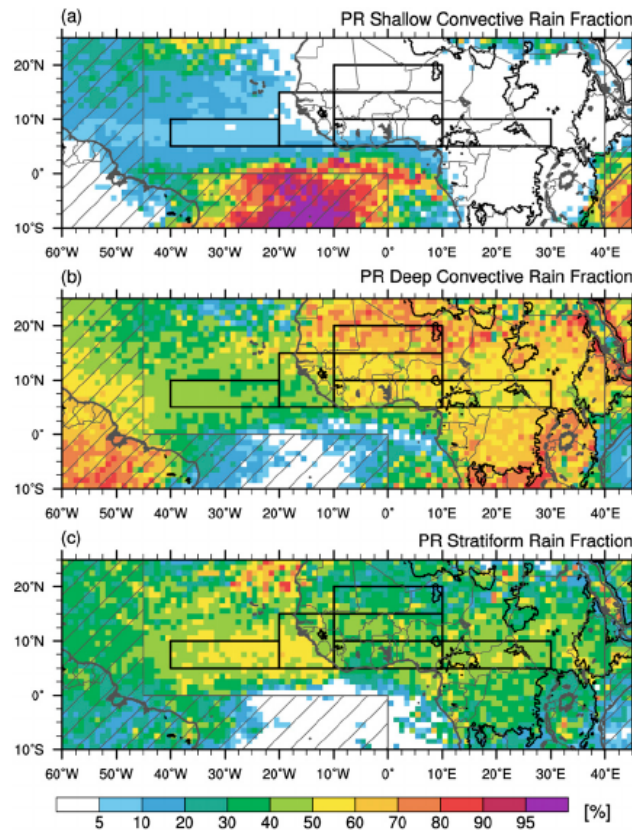 (a) PR Shallow Convective Rain Fraction
20°N
10°N
0°
10°S
60°W 50°W 40°W 30°W 20°W 10°W 0° 10°E 20°E 30°E 40°E
(b) PR Deep Convective Rain Fraction
20°N
10°N
0°
10°S
60°W 50°W 40°W 30°W 20°W 10°W 0° 10°E 20°E 30°E 40°E
(c) PR Stratiform Rain Fraction
20°N
10°N
0°
10°S
60°W 50°W 40°W 30°W 20°W 10°W 0° 10°E 20°E 30°E 40°E
5 10 20 30 40 50 60 70 80 90 95 [%]